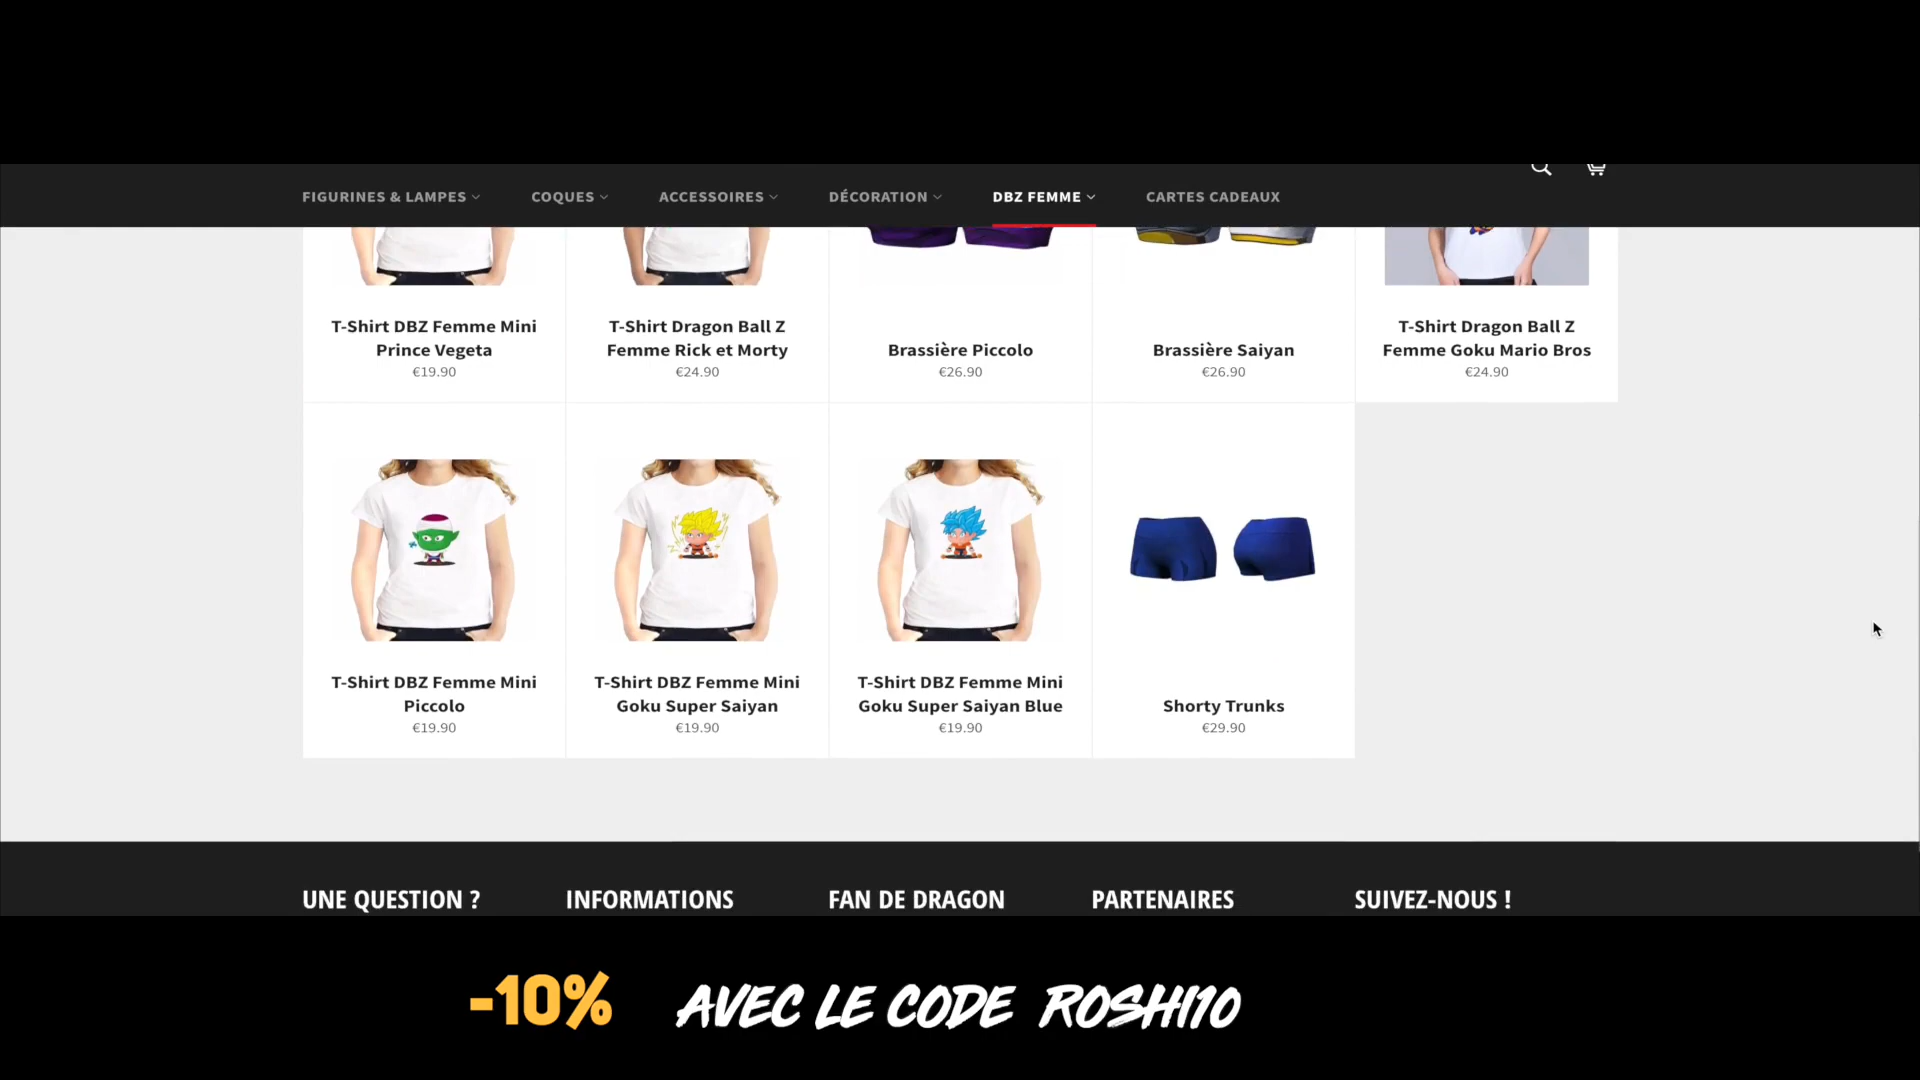 FIGURINES & LAMPES
COQUES
ACCESSOIRES
DÉCORATION
DBZ FEMME
CARTES CADEAUX
T-Shirt DBZ Femme Mini
Prince Vegeta
€19.90
T-Shirt Dragon Ball Z
Femme Rick et Morty
€24.90
Brassière Piccolo
€26.90
Brassière Saiyan
€26.90
T-Shirt Dragon Ball Z
Femme Goku Mario Bros
€24.90
T-Shirt DBZ Femme Mini
Piccolo
€19.90
T-Shirt DBZ Femme Mini
Goku Super Saiyan
€19.90
T-Shirt DBZ Femme Mini
Goku Super Saiyan Blue
€19.90
Shorty Trunks
€29.90
UNE QUESTION ?
INFORMATIONS
FAN DE DRAGON
PARTENAIRES
SUIVEZ-NOUS !
-10% AVEC LE CODE ROSHI10